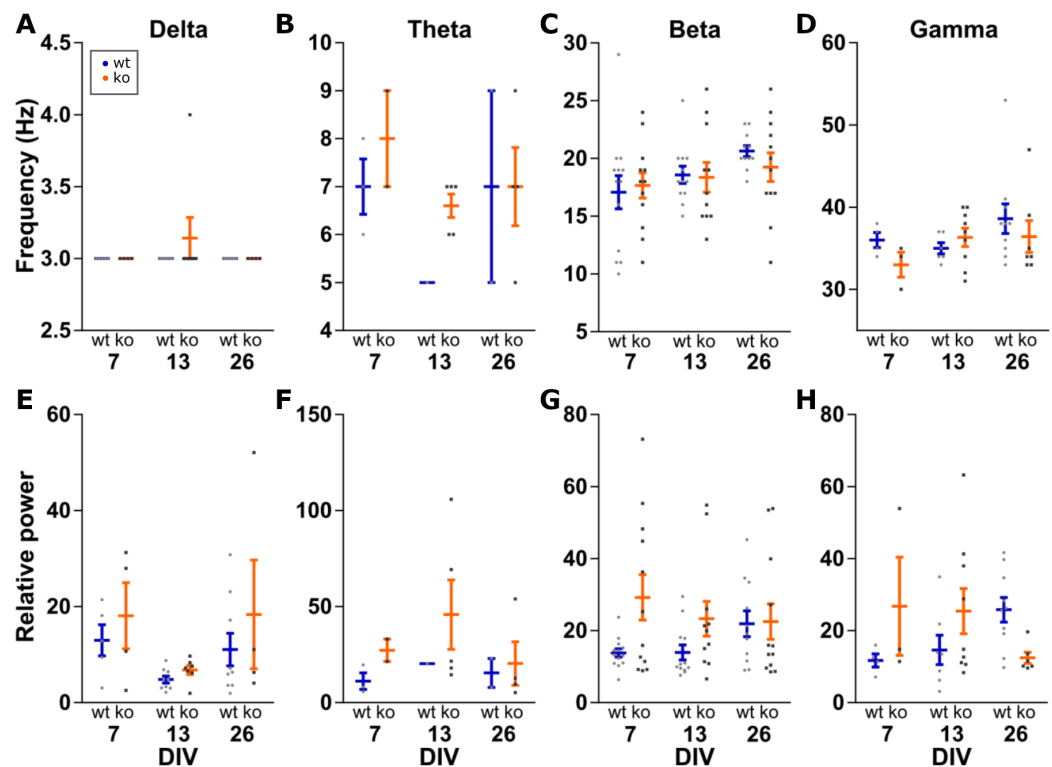 A Delta
B Theta
C Beta
D Gamma
Frequency (Hz)
wt
ko
4.5
4.0
3.5
3.0
2.5
wt ko wt ko wt ko
7 13 26
10
9
8
7
6
5
4
wt ko wt ko wt ko
7 13 26
30
25
20
15
10
5
wt ko wt ko wt ko
7 13 26
60
50
40
30
wt ko wt ko wt ko
7 13 26
E
F
G
H
Relative power
60
40
20
0
wt ko wt ko wt ko
7 13 26
DIV
150
100
50
0
wt ko wt ko wt ko
7 13 26
DIV
80
60
40
20
0
wt ko wt ko wt ko
7 13 26
DIV
80
60
40
20
0
wt ko wt ko wt ko
7 13 26
DIV